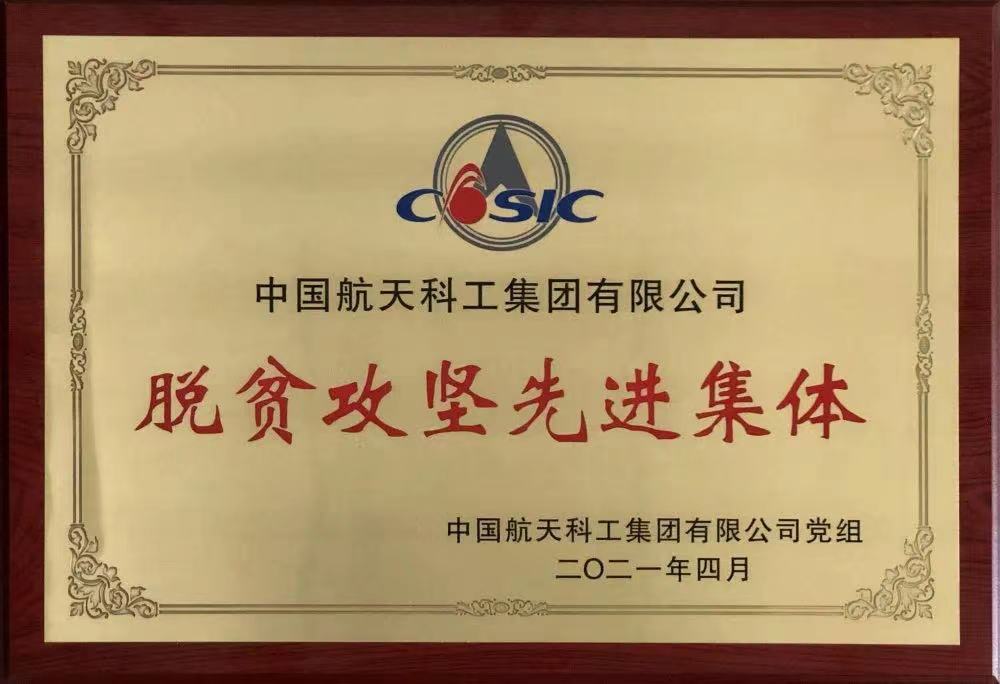 CASIC
中国航天科工集团有限公司
脱贫攻坚先进集体
中国航天科工集团有限公司党组
二〇二一年四月